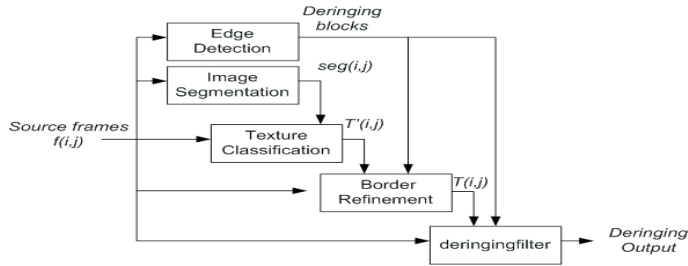 Deringing
blocks
Edge
Detection
seg(i,j)
Image
Segmentation
Source frames
f(i,j)
T'(i,j)
Texture
Classification
Border
Refinement
T(i,j)
deringingfilter
Deringing
Output